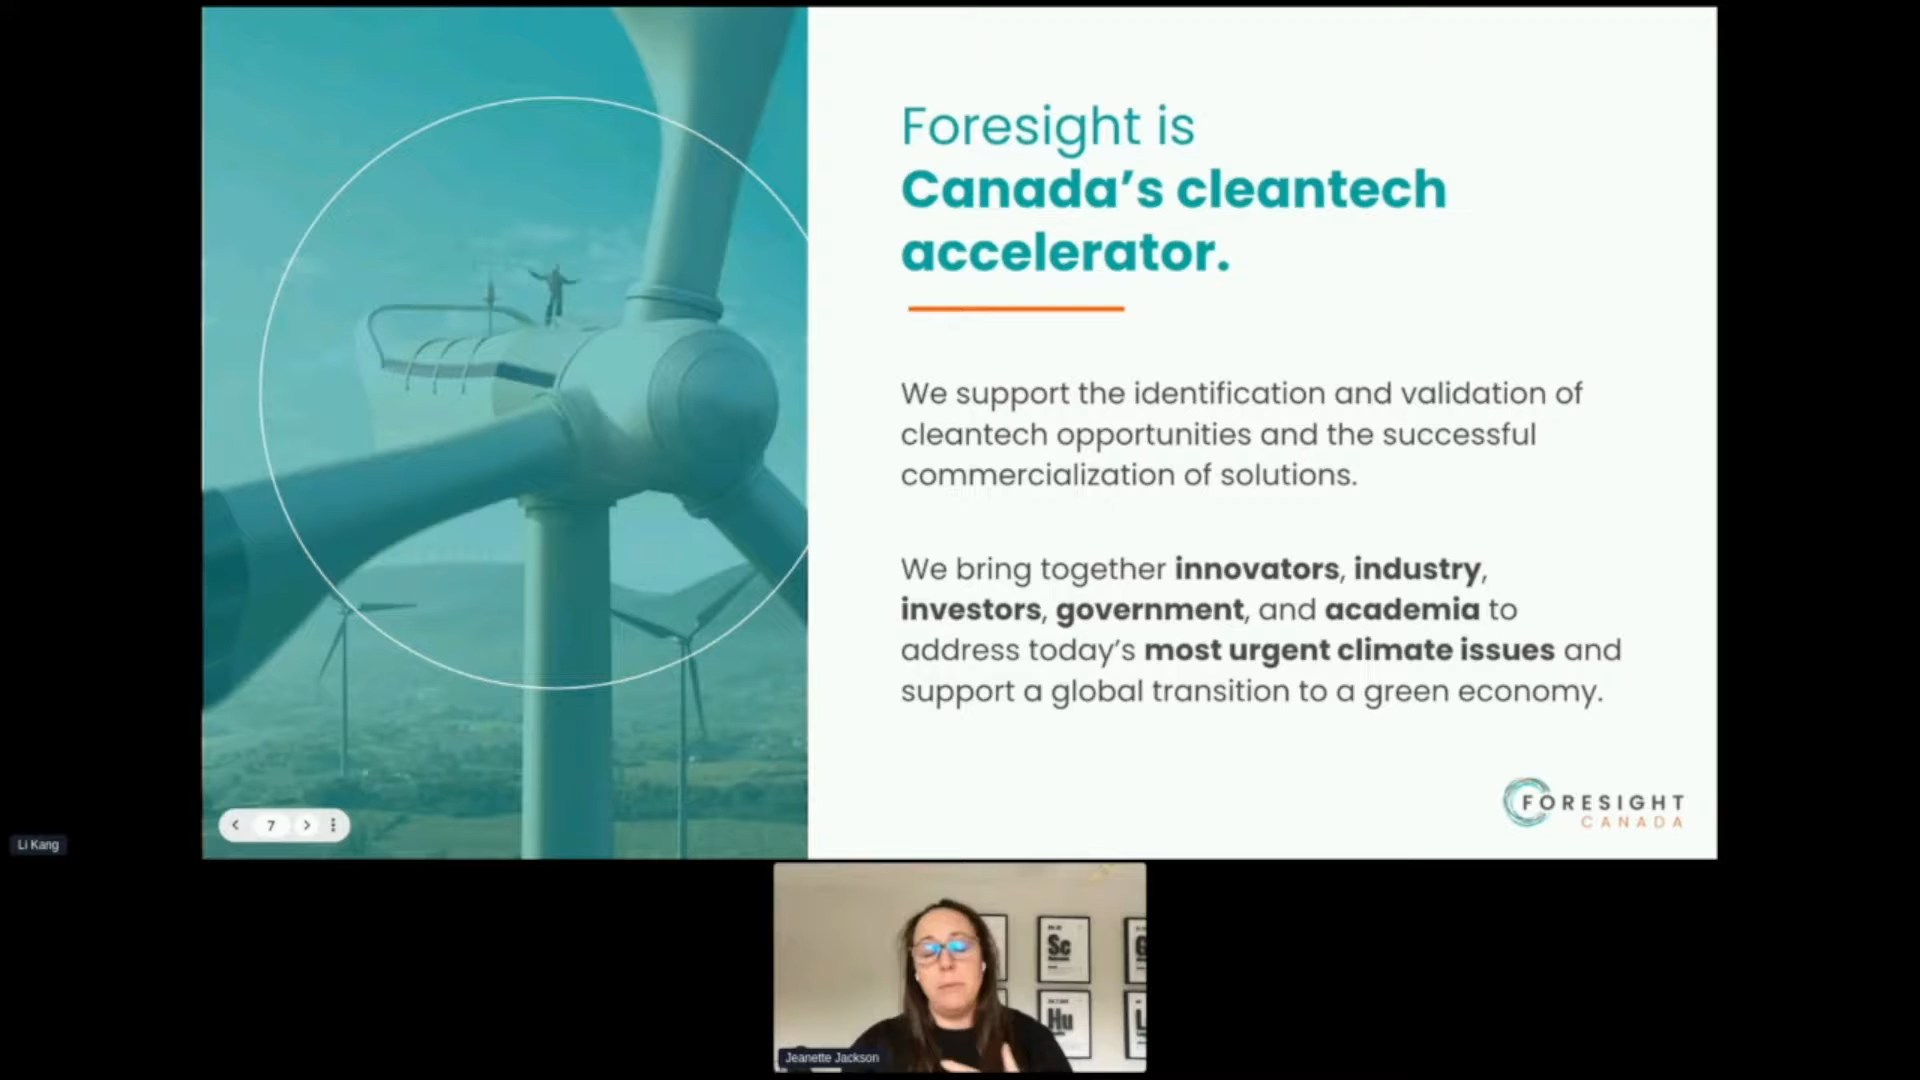 Foresight is
Canada’s cleantech
accelerator.
We support the identification and validation of
cleantech opportunities and the successful
commercialization of solutions.
We bring together innovators, industry,
investors, government, and academia to
address today’s most urgent climate issues and
support a global transition to a green economy.
FORESIGHT
CANADA
7
Li Kang
Sc
Hu
Jeanette Jackson